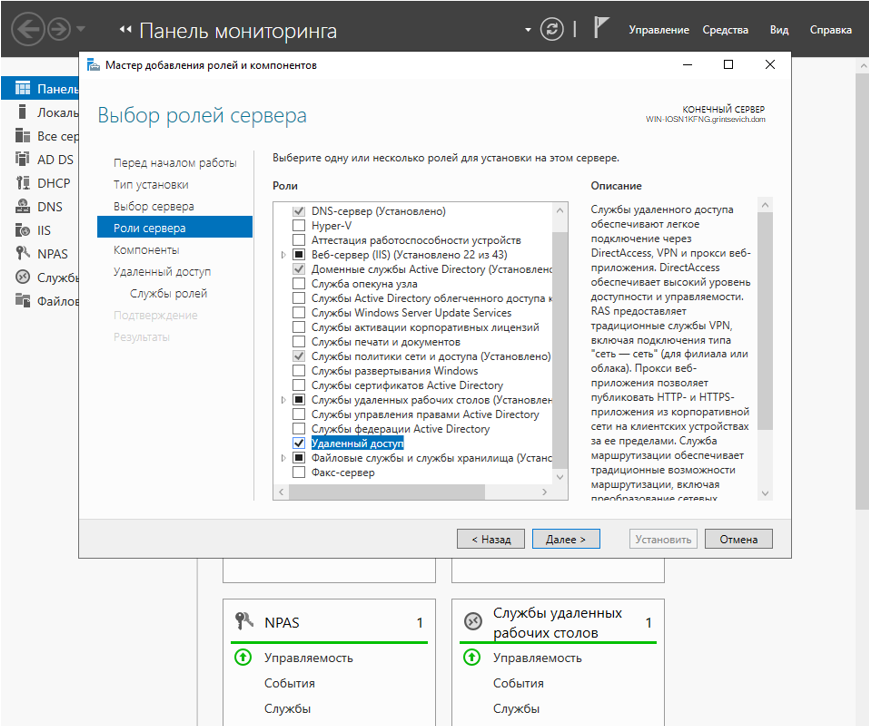 Панель мониторинга
Управление Средства Вид Справка
Мастер добавления ролей и компонентов
Выбор ролей сервера
КОНЕЧНЫЙ СЕРВЕР
WIN-IOSN1KFNG.grintsevich.dom
Панель
Локаль
Все сер
AD DS
DHCP
DNS
IIS
NPAS
Службы
Файлов
Перед началом работы
Тип установки
Выбор сервера
Роли сервера
Компоненты
Удаленный доступ
Службы ролей
Подтверждение
Результаты
Выберите одну или несколько ролей для установки на этом сервере.
Роли
DNS-сервер (Установлено)
Hyper-V
Аттестация работоспособности устройств
Веб-сервер (IIS) (Установлено 22 из 43)
Доменные службы Active Directory (Установлено
Служба опекуна узла
Службы Active Directory облегченного доступа к
Службы Windows Server Update Services
Службы активации корпоративных лицензий
Службы печати и документов
Службы политики сети и доступа (Установлено)
Службы развертывания Windows
Службы сертификатов Active Directory
Службы удаленных рабочих столов (Установлен
Службы управления правами Active Directory
Службы федерации Active Directory
Удаленный доступ
Файловые службы и службы хранилища (Устано
Факс-сервер
Описание
Службы удаленного доступа
обеспечивают легкое
подключение через
DirectAccess, VPN и прокси веб-
приложения. DirectAccess
обеспечивает высокий уровень
доступности и управляемости.
RAS предоставляет
традиционные службы VPN,
включая подключения типа
"сеть — сеть" (для филиала или
облака). Прокси веб-
приложения позволяет
публиковать HTTP- и HTTPS-
приложения из корпоративной
сети на клиентских устройствах
за ее пределами. Служба
маршрутизации обеспечивает
традиционные возможности
маршрутизации, включая
преобразование сетевых
< Назад Далее > Установить Отмена
NPAS 1
Управляемость
События
Службы
Службы удаленных
рабочих столов 1
Управляемость
События
Службы